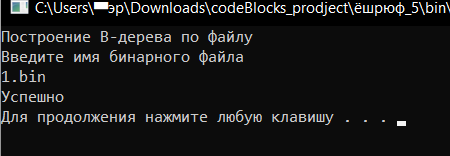 C:\Users\эр\Downloads\codeBlocks_prodject\ёшрюф_5\bin\
Построение В-дерева по файлу
Введите имя бинарного файла
1.bin
Успешно
Для продолжения нажмите любую клавишу . . .